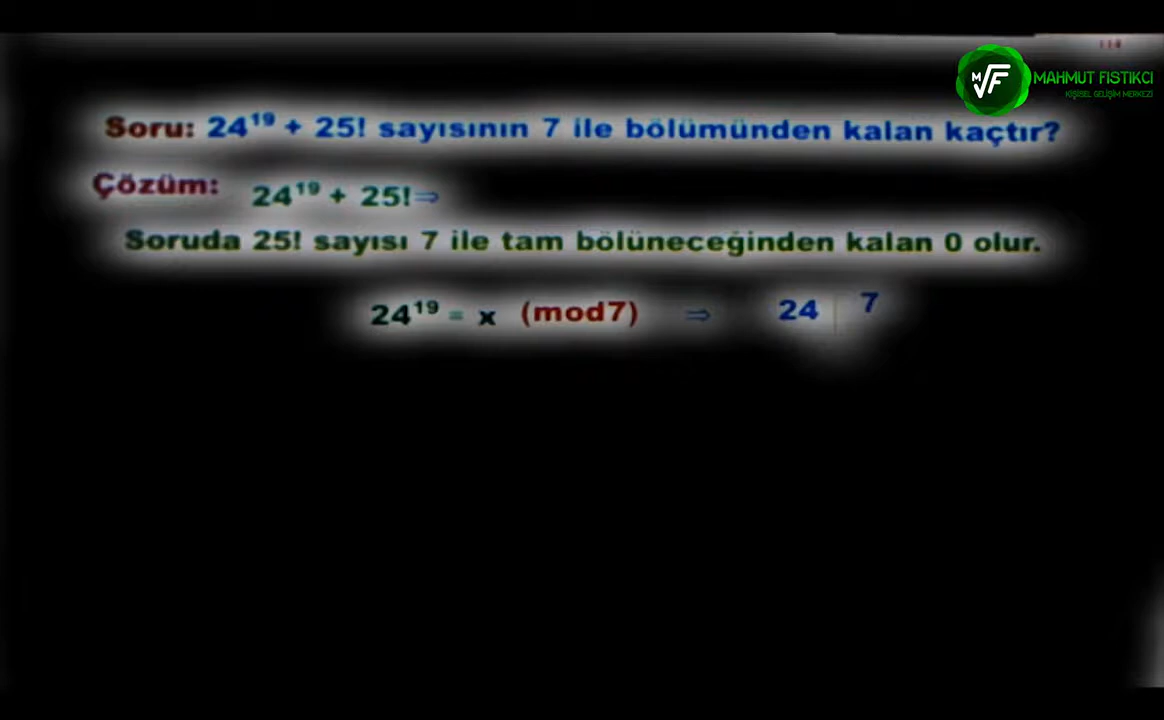 MAHMUT FISTIKCI
KİŞİSEL GELİŞİM MERKEZİ
Soru: 24¹⁹ + 25! sayısının 7 ile bölümünden kalan kaçtır?
Çözüm: 24¹⁹ + 25! ⇒
Soruda 25! sayısı 7 ile tam bölüneceğinden kalan 0 olur.
24¹⁹ = x (mod7) ⇒ 24 7